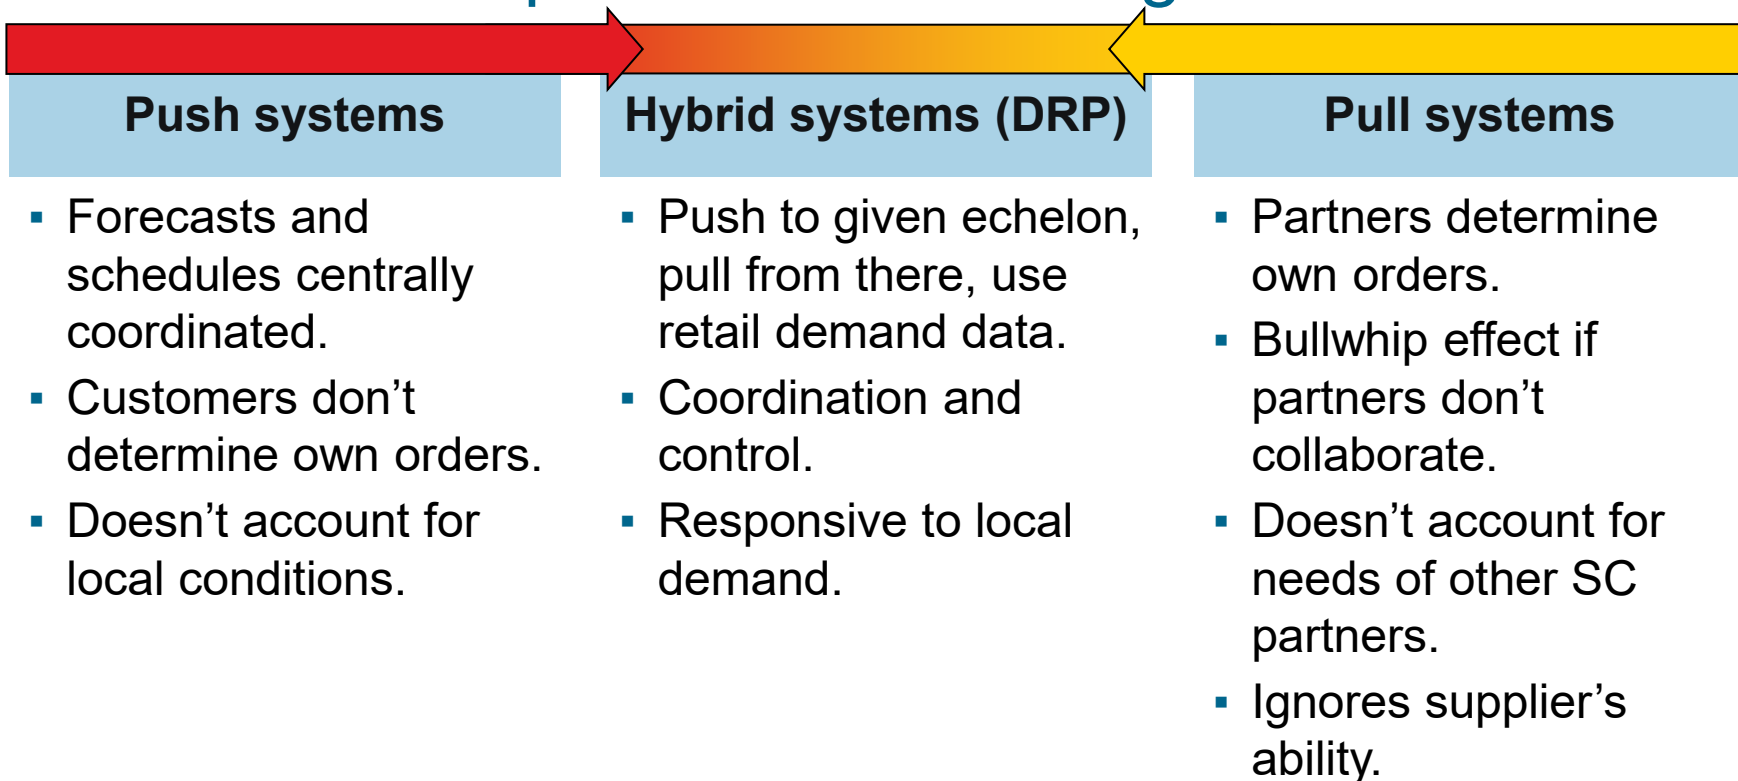 Push systems
▪ Forecasts and
schedules centrally
coordinated.
▪ Customers don’t
determine own orders.
▪ Doesn’t account for
local conditions.
Hybrid systems (DRP)
▪ Push to given echelon,
pull from there, use
retail demand data.
▪ Coordination and
control.
▪ Responsive to local
demand.
Pull systems
▪ Partners determine
own orders.
▪ Bullwhip effect if
partners don’t
collaborate.
▪ Doesn’t account for
needs of other SC
partners.
▪ Ignores supplier’s
ability.